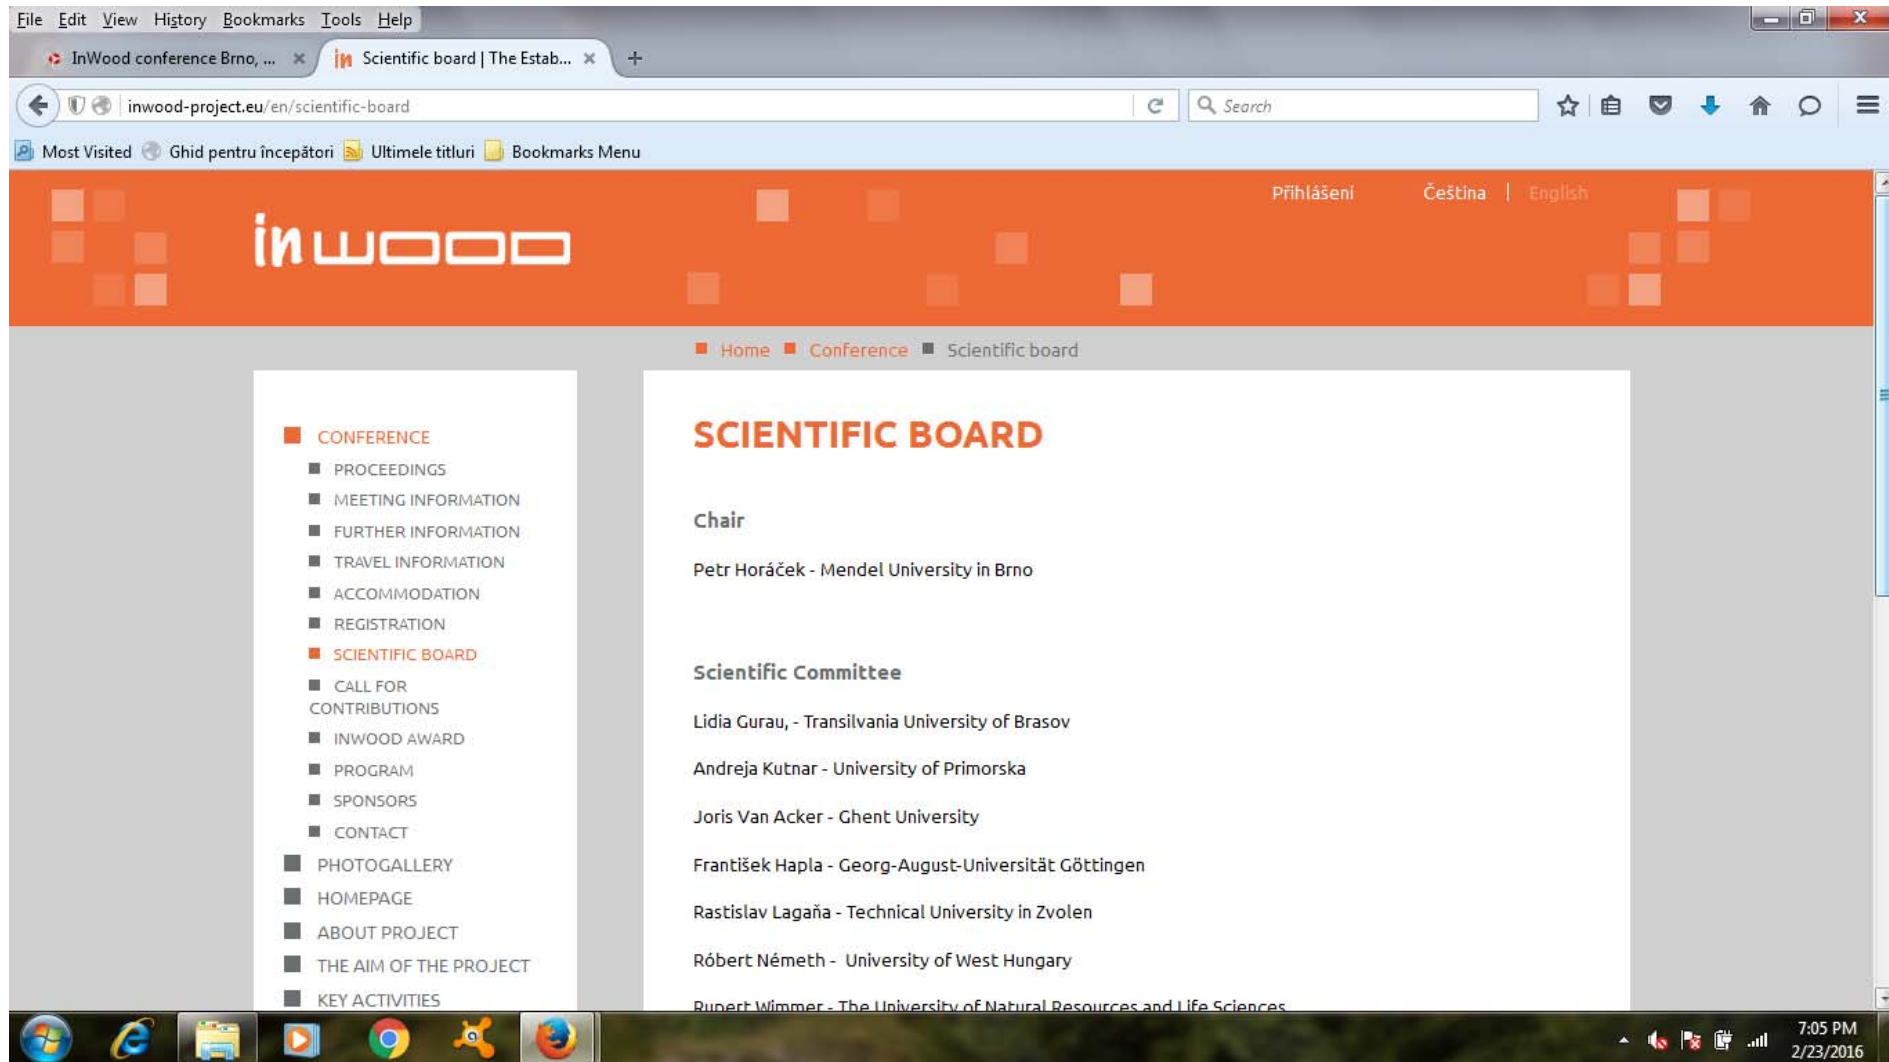 File Edit View History Bookmarks Tools Help
InWood conference Brno, ...
Scientific board | The Estab...
inwood-project.eu/en/scientific-board
Search
Most Visited Ghid pentru începători Ultimele titluri Bookmarks Menu
Přihlášení Čeština | English
inwood
Home Conference Scientific board
CONFERENCE
PROCEEDINGS
MEETING INFORMATION
FURTHER INFORMATION
TRAVEL INFORMATION
ACCOMMODATION
REGISTRATION
SCIENTIFIC BOARD
CALL FOR
CONTRIBUTIONS
INWOOD AWARD
PROGRAM
SPONSORS
CONTACT
PHOTOGALLERY
HOMEPAGE
ABOUT PROJECT
THE AIM OF THE PROJECT
KEY ACTIVITIES
SCIENTIFIC BOARD
Chair
Petr Horáček - Mendel University in Brno
Scientific Committee
Lidia Gurau, - Transilvania University of Brasov
Andreja Kutnar - University of Primorska
Joris Van Acker - Ghent University
František Hapla - Georg-August-Universität Göttingen
Rastislav Lagaňa - Technical University in Zvolen
Róbert Németh - University of West Hungary
Rupert Wimmer - The University of Natural Resources and Life Sciences
7:05 PM
2/23/2016